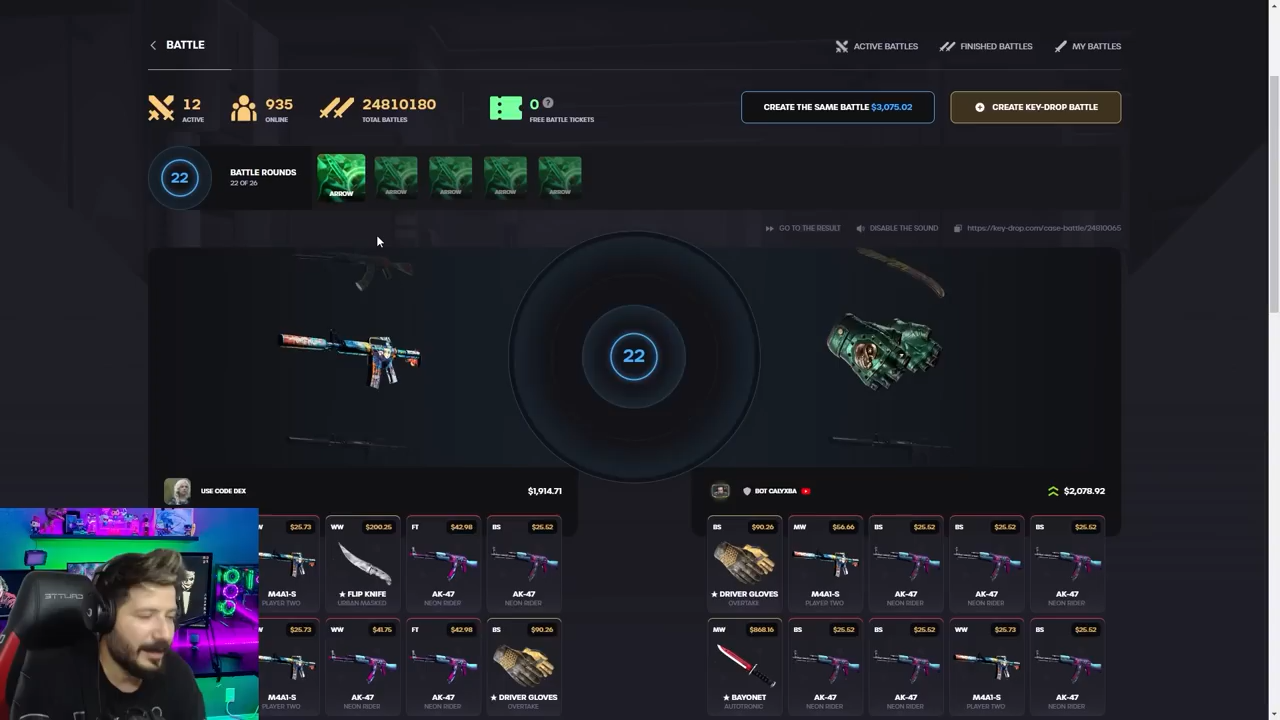 BATTLE
ACTIVE BATTLES
FINISHED BATTLES
MY BATTLES
12
ACTIVE
935
ONLINE
24810180
TOTAL BATTLES
0 ?
FREE BATTLE TICKETS
CREATE THE SAME BATTLE $3,075.02
CREATE KEY-DROP BATTLE
22
BATTLE ROUNDS
22 OF 26
ARROW
ARROW
ARROW
ARROW
ARROW
GO TO THE RESULT
DISABLE THE SOUND
https://key-drop.com/case-battle/24810065
22
USE CODE DEX
$1,914.71
BOT CALYXBA
$2,078.92
$25.73
M4A1-S
PLAYER TWO
WW $200.25
★ FLIP KNIFE
URBAN MASKED
FT $42.98
AK-47
NEON RIDER
BS $25.52
AK-47
NEON RIDER
BS $90.26
★ DRIVER GLOVES
OVERTAKE
MW $56.66
M4A1-S
PLAYER TWO
BS $25.52
AK-47
NEON RIDER
BS $25.52
AK-47
NEON RIDER
BS $25.52
AK-47
NEON RIDER
$25.73
M4A1-S
PLAYER TWO
WW $41.75
AK-47
NEON RIDER
FT $42.98
AK-47
NEON RIDER
BS $90.26
★ DRIVER GLOVES
OVERTAKE
MW $868.16
★ BAYONET
AUTOTRONIC
BS $25.52
AK-47
NEON RIDER
BS $25.52
AK-47
NEON RIDER
WW $25.73
M4A1-S
PLAYER TWO
BS $25.52
AK-47
NEON RIDER